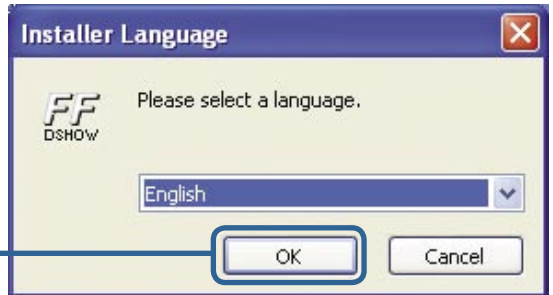 Installer Language
FF
DSHOW
Please select a language.
English
OK
Cancel